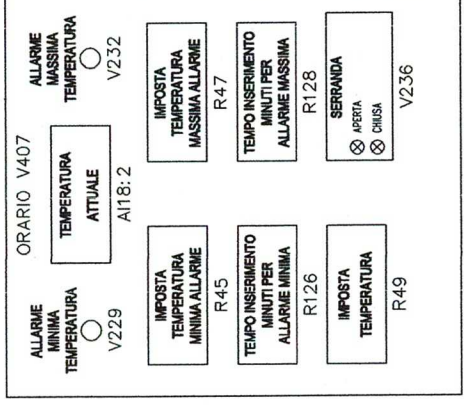 ORARIO V407
ALLARME
MINIMA
TEMPERATURA
V229
TEMPERATURA
ATTUALE
AI18:2
ALLARME
MASSIMA
TEMPERATURA
V232
IMPOSTA
TEMPERATURA
MINIMA ALLARME
R45
IMPOSTA
TEMPERATURA
MASSIMA ALLARME
R47
TEMPO INSERIMENTO
MINUTI PER
ALLARME MINIMA
R126
TEMPO INSERIMENTO
MINUTI PER
ALLARME MASSIMA
R128
IMPOSTA
TEMPERATURA
R49
SERRANDA
APERTA
CHIUSA
V236